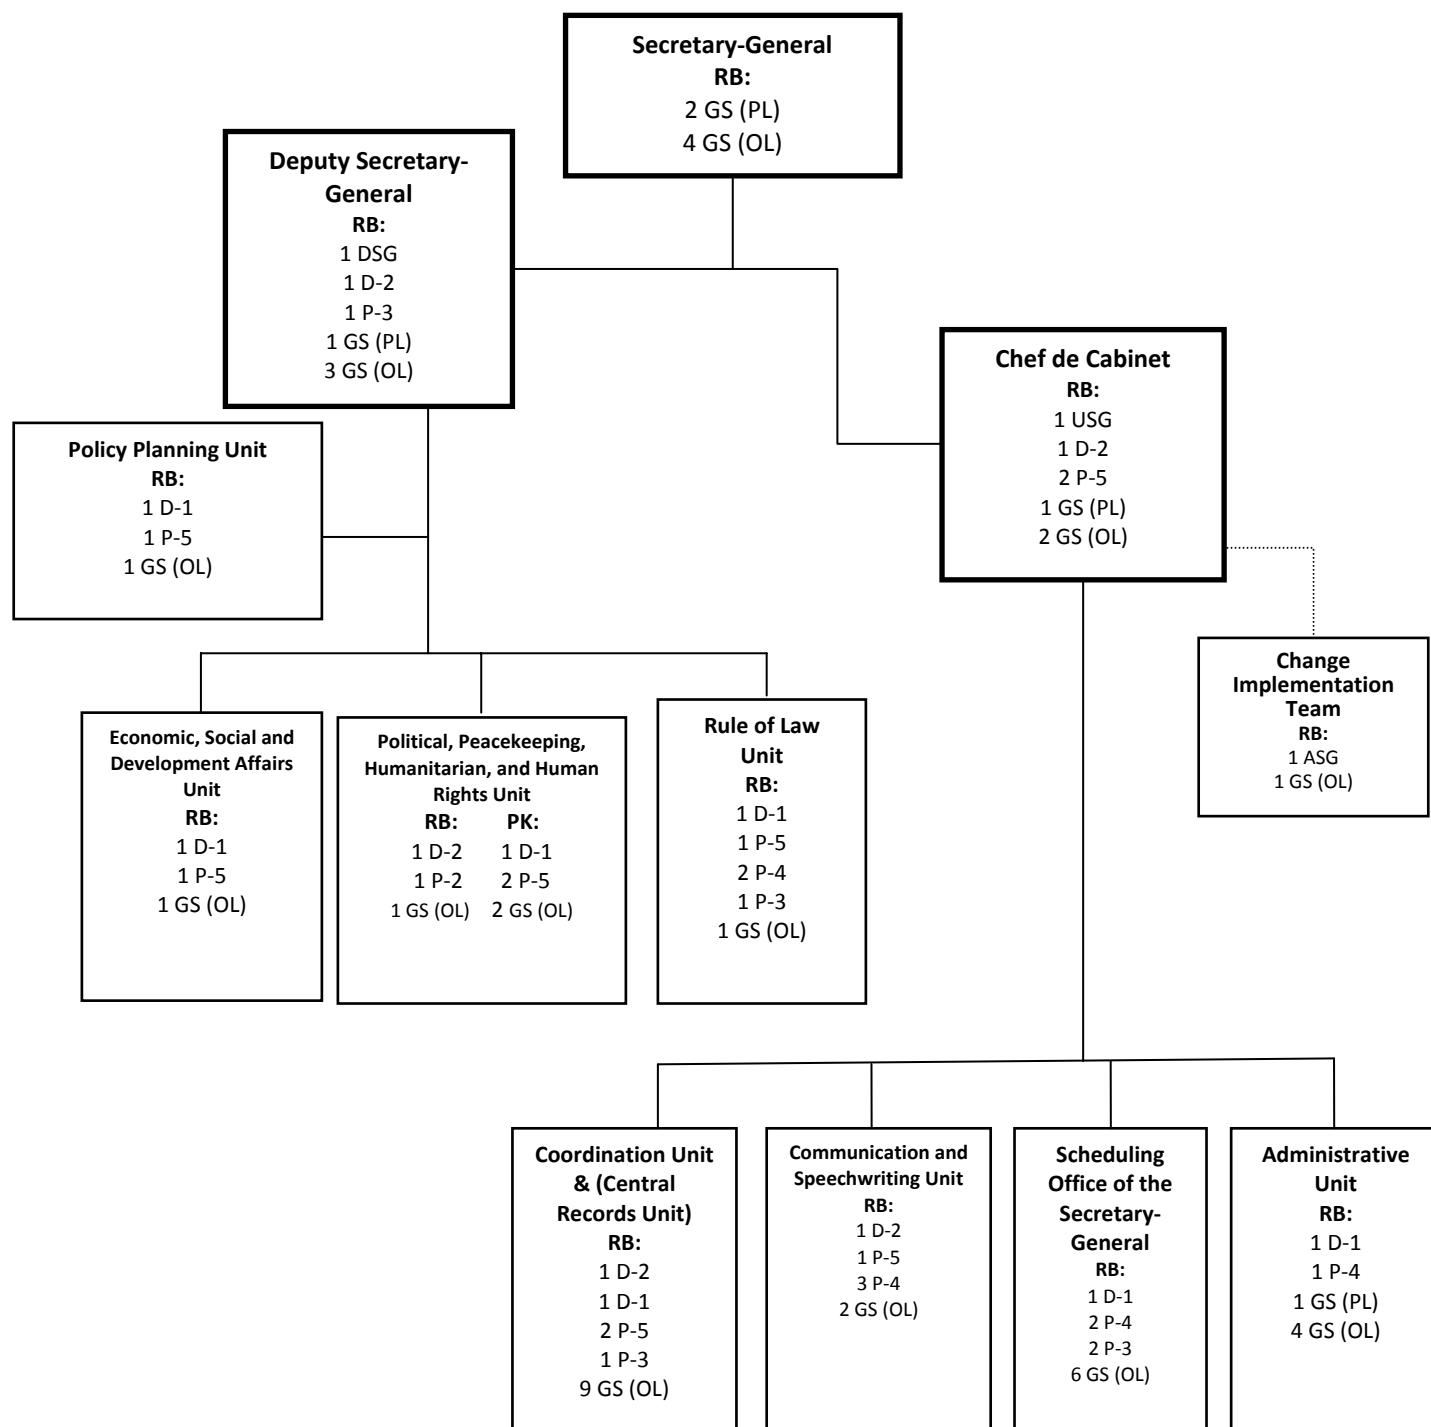 Secretary-General
RB:
2 GS (PL)
4 GS (OL)
Deputy Secretary-
General
RB:
1 DSG
1 D-2
1 P-3
1 GS (PL)
3 GS (OL)
Chef de Cabinet
RB:
1 USG
1 D-2
2 P-5
1 GS (PL)
2 GS (OL)
Policy Planning Unit
RB:
1 D-1
1 P-5
1 GS (OL)
Change
Implementation
Team
RB:
1 ASG
1 GS (OL)
Economic, Social and
Development Affairs
Unit
RB:
1 D-1
1 P-5
1 GS (OL)
Political, Peacekeeping,
Humanitarian, and Human
Rights Unit
RB: PK:
1 D-2 1 D-1
1 P-2 2 P-5
1 GS (OL) 2 GS (OL)
Rule of Law
Unit
RB:
1 D-1
1 P-5
2 P-4
1 P-3
1 GS (OL)
Coordination Unit
& (Central
Records Unit)
RB:
1 D-2
1 D-1
2 P-5
1 P-3
9 GS (OL)
Communication and
Speechwriting Unit
RB:
1 D-2
1 P-5
3 P-4
2 GS (OL)
Scheduling
Office of the
Secretary-
General
RB:
1 D-1
2 P-4
2 P-3
6 GS (OL)
Administrative
Unit
RB:
1 D-1
1 P-4
1 GS (PL)
4 GS (OL)